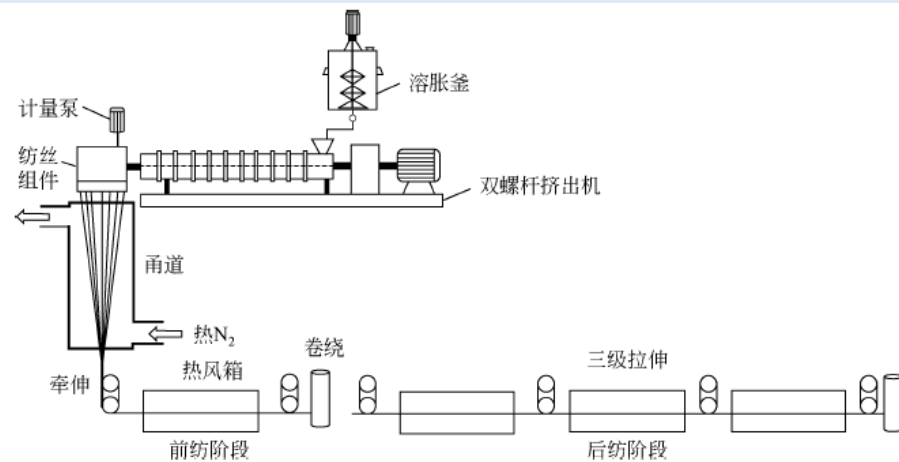 溶胀釜
计量泵
纺丝
组件
双螺杆挤出机
甬道
热N₂
卷绕
牵伸
热风箱
三级拉伸
前纺阶段
后纺阶段